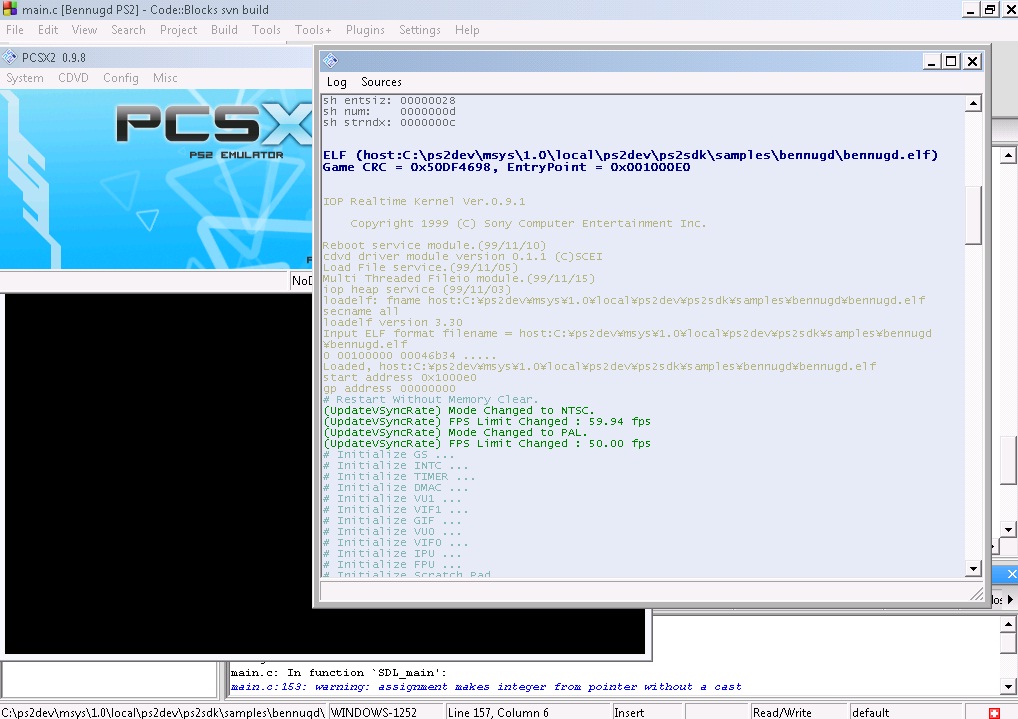 main.c [Bennugd PS2] - Code::Blocks svn build
File Edit View Search Project Build Tools Tools+ Plugins Settings Help
PCSX2 0.9.8
System CDVD Config Misc
PCSX
PS2 EMULATOR
Log Sources
sh entsiz: 00000028
sh num:    0000000d
sh strndx: 0000000c
ELF (host:C:\ps2dev\msys\1.0\local\ps2dev\ps2sdk\samples\bennugd\bennugd.elf)
Game CRC = 0x50DF4698, EntryPoint = 0x001000E0
IOP Realtime Kernel Ver.0.9.1
Copyright 1999 (C) Sony Computer Entertainment Inc.
Reboot service module.(99/11/10)
cdvd driver module version 0.1.1 (C)SCEI
Load File service.(99/11/05)
Multi Threaded Fileio module.(99/11/15)
iop heap service (99/11/03)
loadelf: fname host:C:¥ps2dev¥msys¥1.0¥local¥ps2dev¥ps2sdk¥samples¥bennugd¥bennugd.elf
secname all
loadelf version 3.30
Input ELF format filename = host:C:¥ps2dev¥msys¥1.0¥local¥ps2dev¥ps2sdk¥samples¥bennugd
¥bennugd.elf
0 00100000 00046b34 .....
Loaded, host:C:¥ps2dev¥msys¥1.0¥local¥ps2dev¥ps2sdk¥samples¥bennugd¥bennugd.elf
start address 0x1000e0
gp address 00000000
# Restart Without Memory Clear.
(UpdateVSyncRate) Mode Changed to NTSC.
(UpdateVSyncRate) FPS Limit Changed : 59.94 fps
(UpdateVSyncRate) Mode Changed to PAL.
(UpdateVSyncRate) FPS Limit Changed : 50.00 fps
# Initialize GS ...
# Initialize INTC ...
# Initialize TIMER ...
# Initialize DMAC ...
# Initialize VU1 ...
# Initialize VIF1 ...
# Initialize GIF ...
# Initialize VU0 ...
# Initialize VIF0 ...
# Initialize IPU ...
# Initialize FPU ...
# Initialize Scratch Pad
main.c: In function `SDL_main':
main.c:153: warning: assignment makes integer from pointer without a cast
C:\ps2dev\msys\1.0\local\ps2dev\ps2sdk\samples\bennugd\ WINDOWS-1252 Line 157, Column 6 Insert Read/Write default